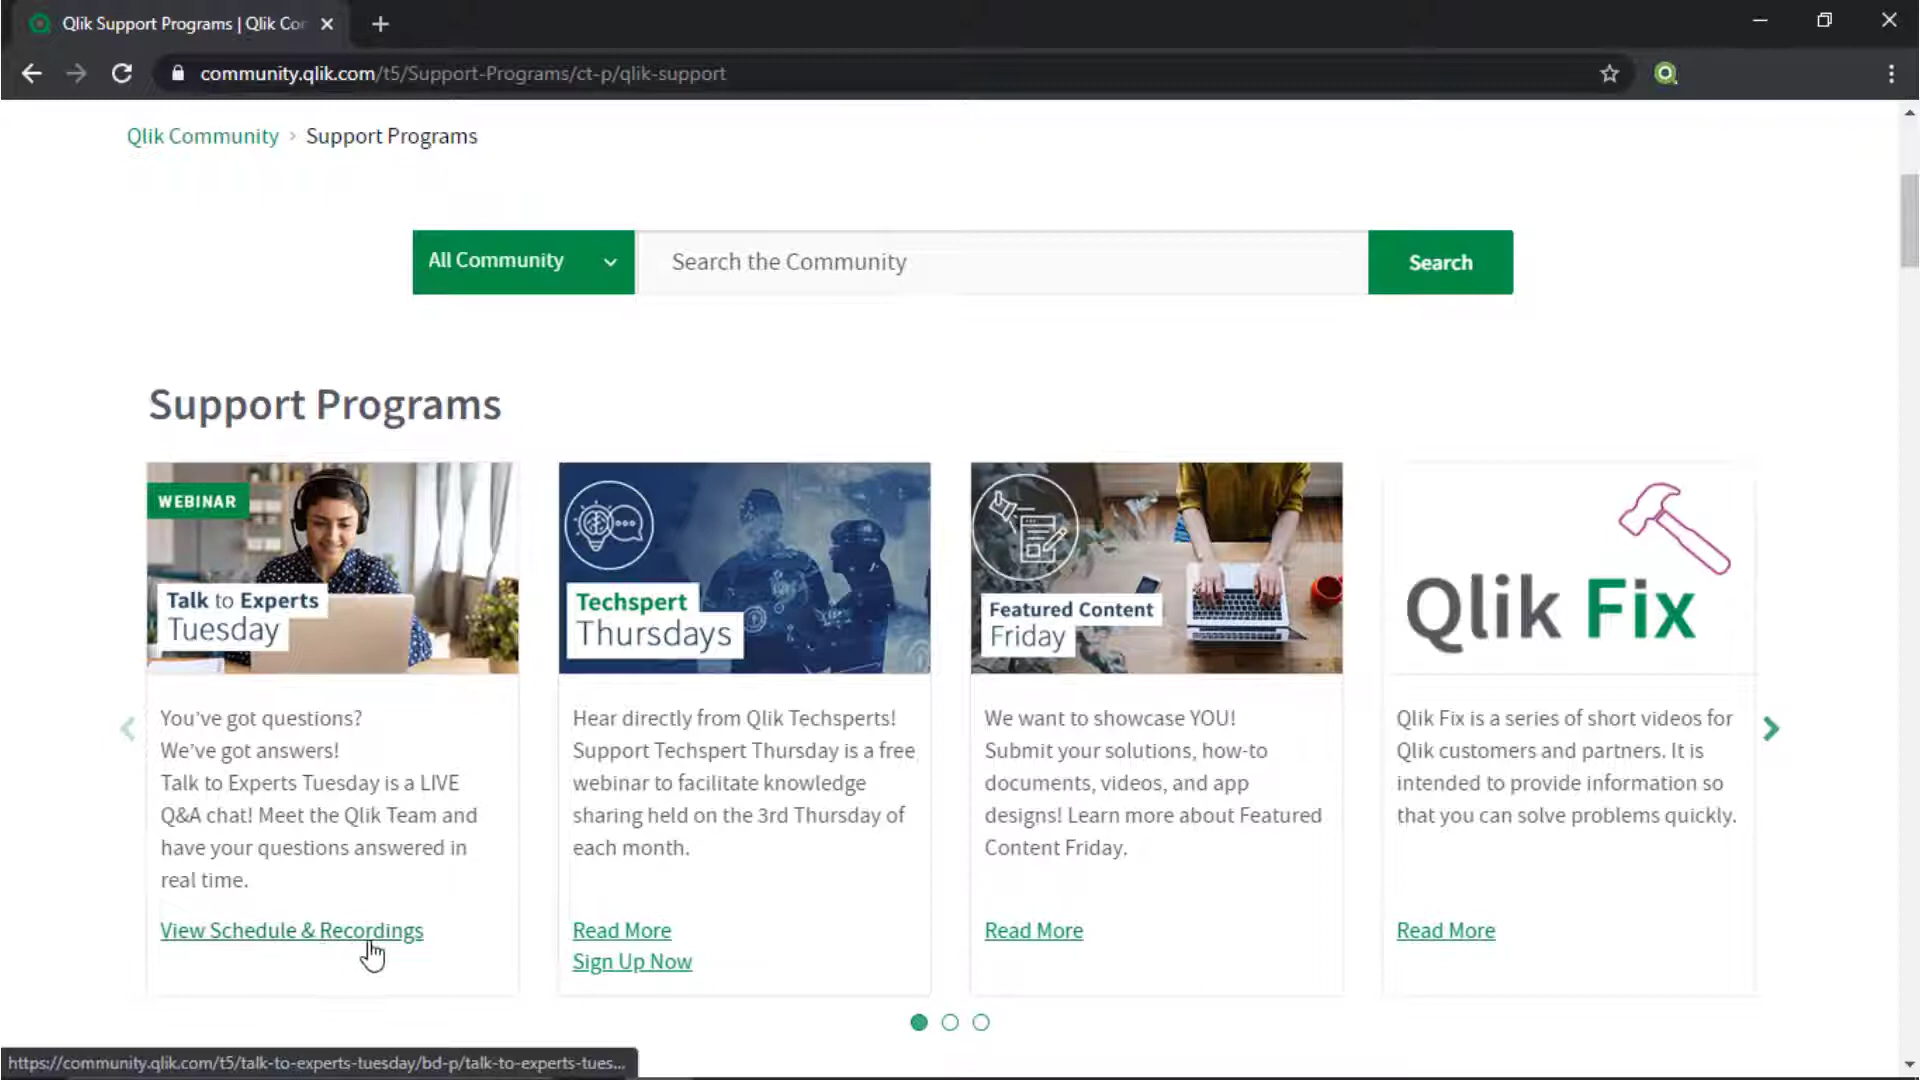 Qlik Support Programs | Qlik Co
community.qlik.com/t5/Support-Programs/ct-p/qlik-support
Qlik Community > Support Programs
All Community
Search the Community
Search
Support Programs
WEBINAR
Talk to Experts
Tuesday
You've got questions?
We've got answers!
Talk to Experts Tuesday is a LIVE
Q&A chat! Meet the Qlik Team and
have your questions answered in
real time.
View Schedule & Recordings
Techspert
Thursdays
Hear directly from Qlik Techsperts!
Support Techspert Thursday is a free
webinar to facilitate knowledge
sharing held on the 3rd Thursday of
each month.
Read More
Sign Up Now
Featured Content
Friday
We want to showcase YOU!
Submit your solutions, how-to
documents, videos, and app
designs! Learn more about Featured
Content Friday.
Read More
Qlik Fix
Qlik Fix is a series of short videos for
Qlik customers and partners. It is
intended to provide information so
that you can solve problems quickly.
Read More
https://community.qlik.com/t5/talk-to-experts-tuesday/bd-p/talk-to-experts-tues...